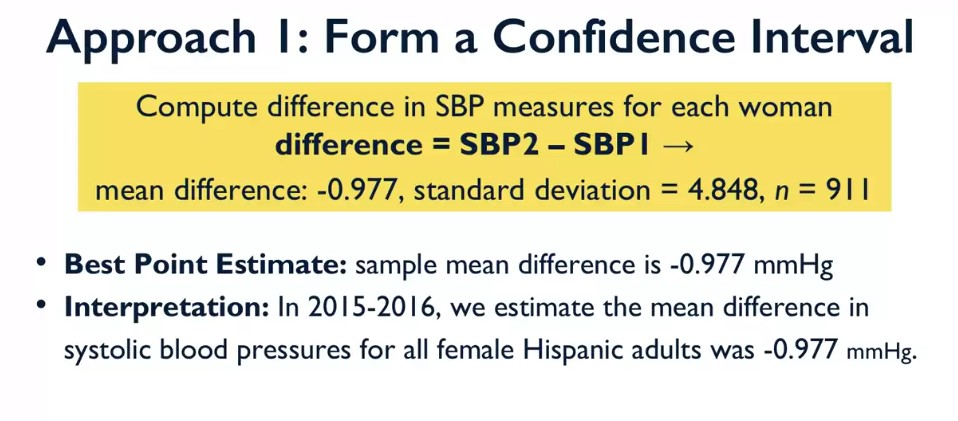 Approach 1: Form a Confidence Interval
Compute difference in SBP measures for each woman
difference = SBP2 – SBP1 →
mean difference: -0.977, standard deviation = 4.848, n = 911
• Best Point Estimate: sample mean difference is -0.977 mmHg
• Interpretation: In 2015-2016, we estimate the mean difference in
systolic blood pressures for all female Hispanic adults was -0.977 mmHg.